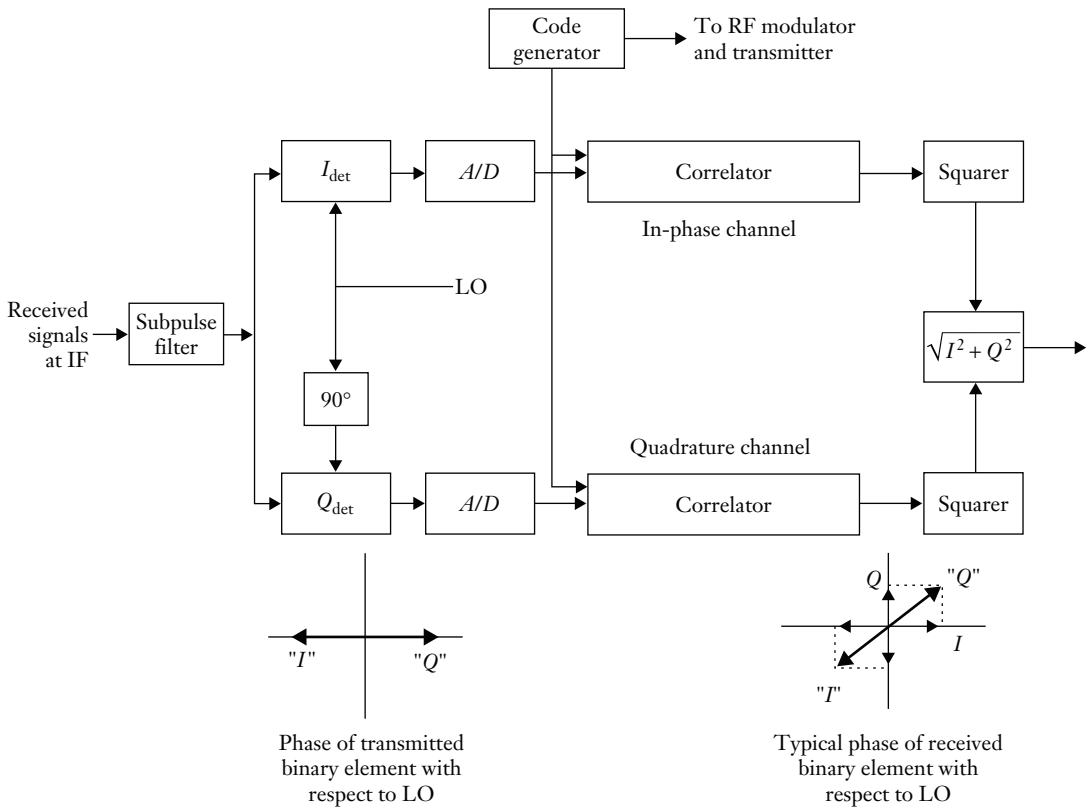 Code
generator
To RF modulator
and transmitter
I_det
A/D
Correlator
Squarer
In-phase channel
LO
Received
signals
at IF
Subpulse
filter
√I² + Q²
90°
Quadrature channel
Q_det
A/D
Correlator
Squarer
"I"
"Q"
Q
"Q"
I
"I"
Phase of transmitted
binary element with
respect to LO
Typical phase of received
binary element with
respect to LO